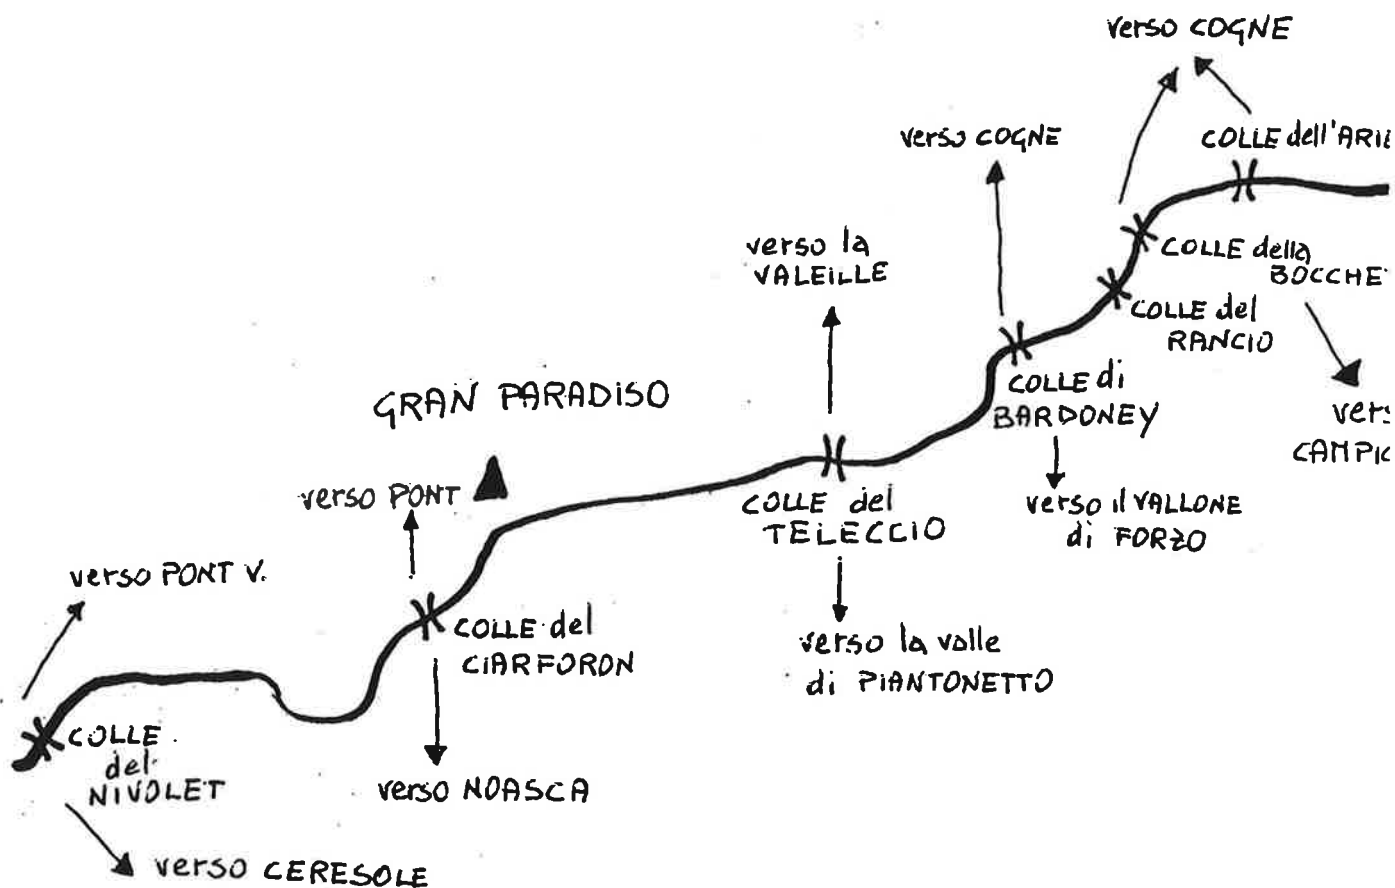 verso COGNE
COLLE dell'ARIE
verso COGNE
COLLE della
BOCCHE
verso la
VALEILLE
COLLE del
RANCIO
COLLE di
BARDONEY
GRAN PARADISO
vers
CAMPIG
verso PONT
COLLE del
TELECCIO
verso il VALLONE
di FORZO
verso PONT V.
COLLE del
CIARFORON
verso la valle
di PIANTONETTO
COLLE
del
NIVOLET
verso NOASCA
verso CERESOLE